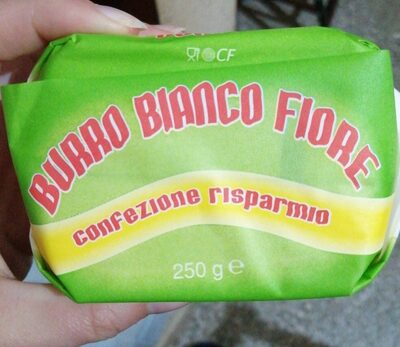 CF
BURRO BIANCO FIORE
confezione risparmio
250 g e